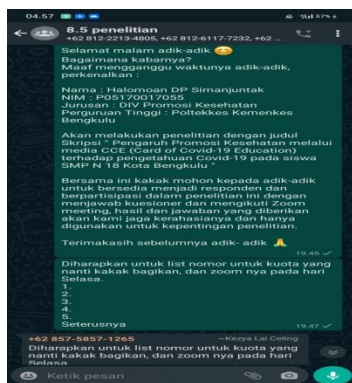 04.57
57%
8.5 penelitian
+62 812-2213-4805, +62 812-6117-7232, +62 ...
Selamat malam adik-adik
Bagaimana kabarnya?
Maaf mengganggu waktunya adik-adik,
perkenalkan :
Nama : Halomoan DP Simanjuntak
NIM : P05170017055
Jurusan : DIV Promosi Kesehatan
Perguruan Tinggi : Poltekkes Kemenkes
Bengkulu
Akan melakukan penelitian dengan judul
Skripsi " Pengaruh Promosi Kesehatan melalui
media CCE (Card of Covid-19 Education)
terhadap pengetahuan Covid-19 pada siswa
SMP N 18 Kota Bengkulu "
Bersama ini kakak mohon kepada adik-adik
untuk bersedia menjadi responden dan
berpartisipasi dalam penelitian ini dengan
menjawab kuesioner dan mengikuti Zoom
meeting, hasil dan jawaban yang diberikan
akan kami jaga kerahasianya dan hanya
digunakan untuk kepentingan penelitian.
Terimakasih sebelumnya adik- adik
19.45
Diharapkan untuk list nomor untuk kuota yang
nanti kakak bagikan, dan zoom nya pada hari
Selasa.
1.
2.
3.
4.
5.
Seterusnya
19.47
+62 857-5857-1265
~Kezya Lai Celing
Diharapkan untuk list nomor untuk kuota yang
nanti kakak bagikan, dan zoom nya pada hari
Selasa
Ketik pesan